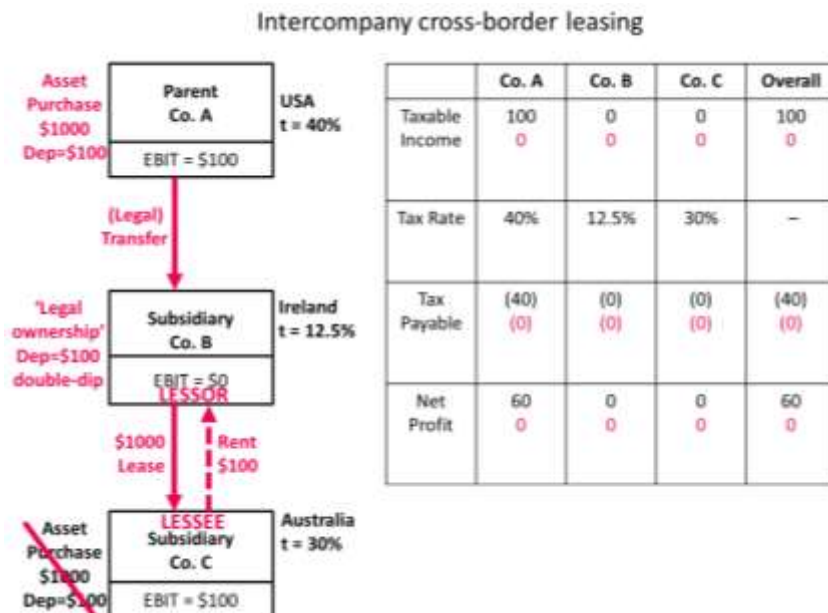 Intercompany cross-border leasing
Asset
Purchase
$1000
Dep=$100
Parent
Co. A
EBIT = $100
USA
t = 40%
(Legal)
Transfer
'Legal
ownership'
Dep=$100
double-dip
Subsidiary
Co. B
EBIT = $0
LESSOR
Ireland
t = 12.5%
$1000
Lease
Rent
$100
Asset
Purchase
$1000
Dep=$100
LESSEE
Subsidiary
Co. C
EBIT = $100
Australia
t = 30%
Co. A Co. B Co. C Overall
Taxable 100 0 0 100
Income 0 0 0 0
Tax Rate 40% 12.5% 30% –
Tax (40) (0) (0) (40)
Payable (0) (0) (0) (0)
Net 60 0 0 60
Profit 0 0 0 0